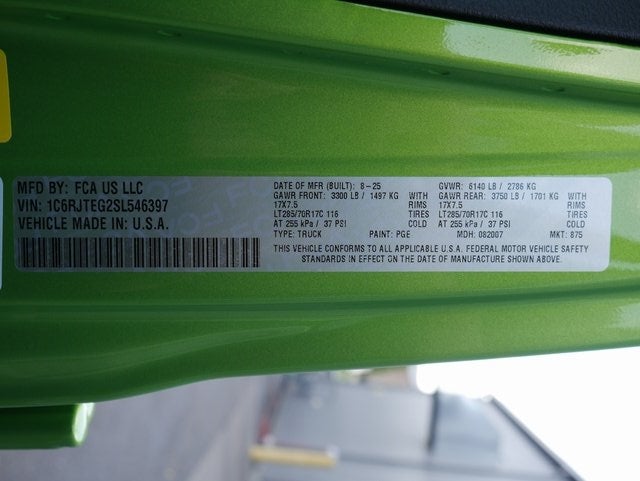 MFD BY: FCA US LLC
VIN: 1C6RJTEG2SL546397
VEHICLE MADE IN U.S.A.
DATE OF MFR (BUILT): 8-25 GVWR: 6140 LB / 2786 KG
GAWR FRONT: 3300 LB / 1497 KG WITH GAWR REAR: 3750 LB / 1701 KG WITH
17X7.5 RIMS 17X7.5 RIMS
LT285/70R17C 116 TIRES LT285/70R17C 116 TIRES
AT 255 kPa / 37 PSI COLD AT 255 kPa / 37 PSI COLD
TYPE: TRUCK PAINT: PGE MDH: 082007 MKT: 875
THIS VEHICLE CONFORMS TO ALL APPLICABLE U.S.A. FEDERAL MOTOR VEHICLE SAFETY
STANDARDS IN EFFECT ON THE DATE OF MANUFACTURE SHOWN ABOVE.